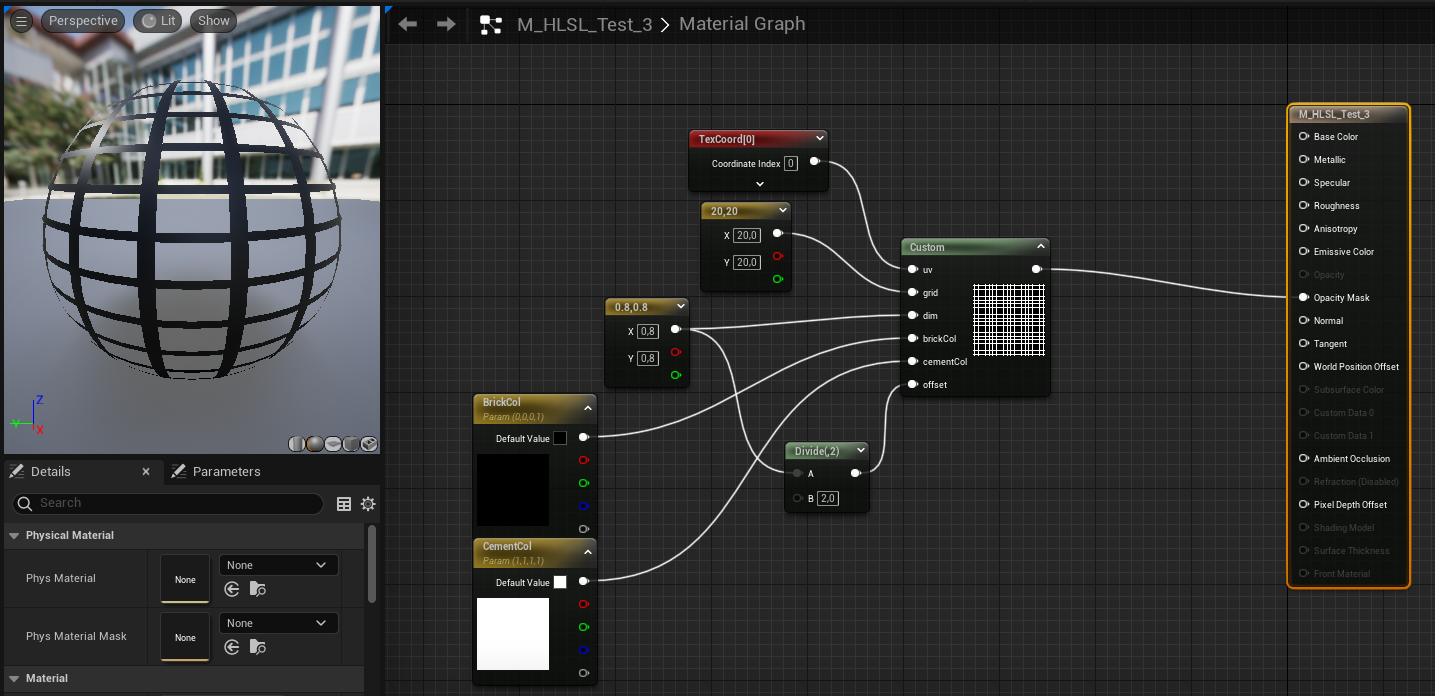 Perspective
Lit
Show
M_HLSL_Test_3 > Material Graph
M_HLSL_Test_3
Base Color
Metallic
Specular
Roughness
Anisotropy
Emissive Color
Opacity
Opacity Mask
Normal
Tangent
World Position Offset
Subsurface Color
Custom Data 0
Custom Data 1
Ambient Occlusion
Refraction (Disabled)
Pixel Depth Offset
Shading Model
Surface Thickness
Front Material
TexCoord[0]
Coordinate Index 0
20,20
X 20,0
Y 20,0
0.8,0.8
X 0,8
Y 0,8
Custom
uv
grid
dim
brickCol
cementCol
offset
BrickCol
Param (0,0,0,1)
Default Value
Divide(,2)
A
B 2,0
CementCol
Param (1,1,1,1)
Default Value
Z
Y
X
Details
Parameters
Search
Physical Material
Phys Material
None
None
Phys Material Mask
None
None
Material